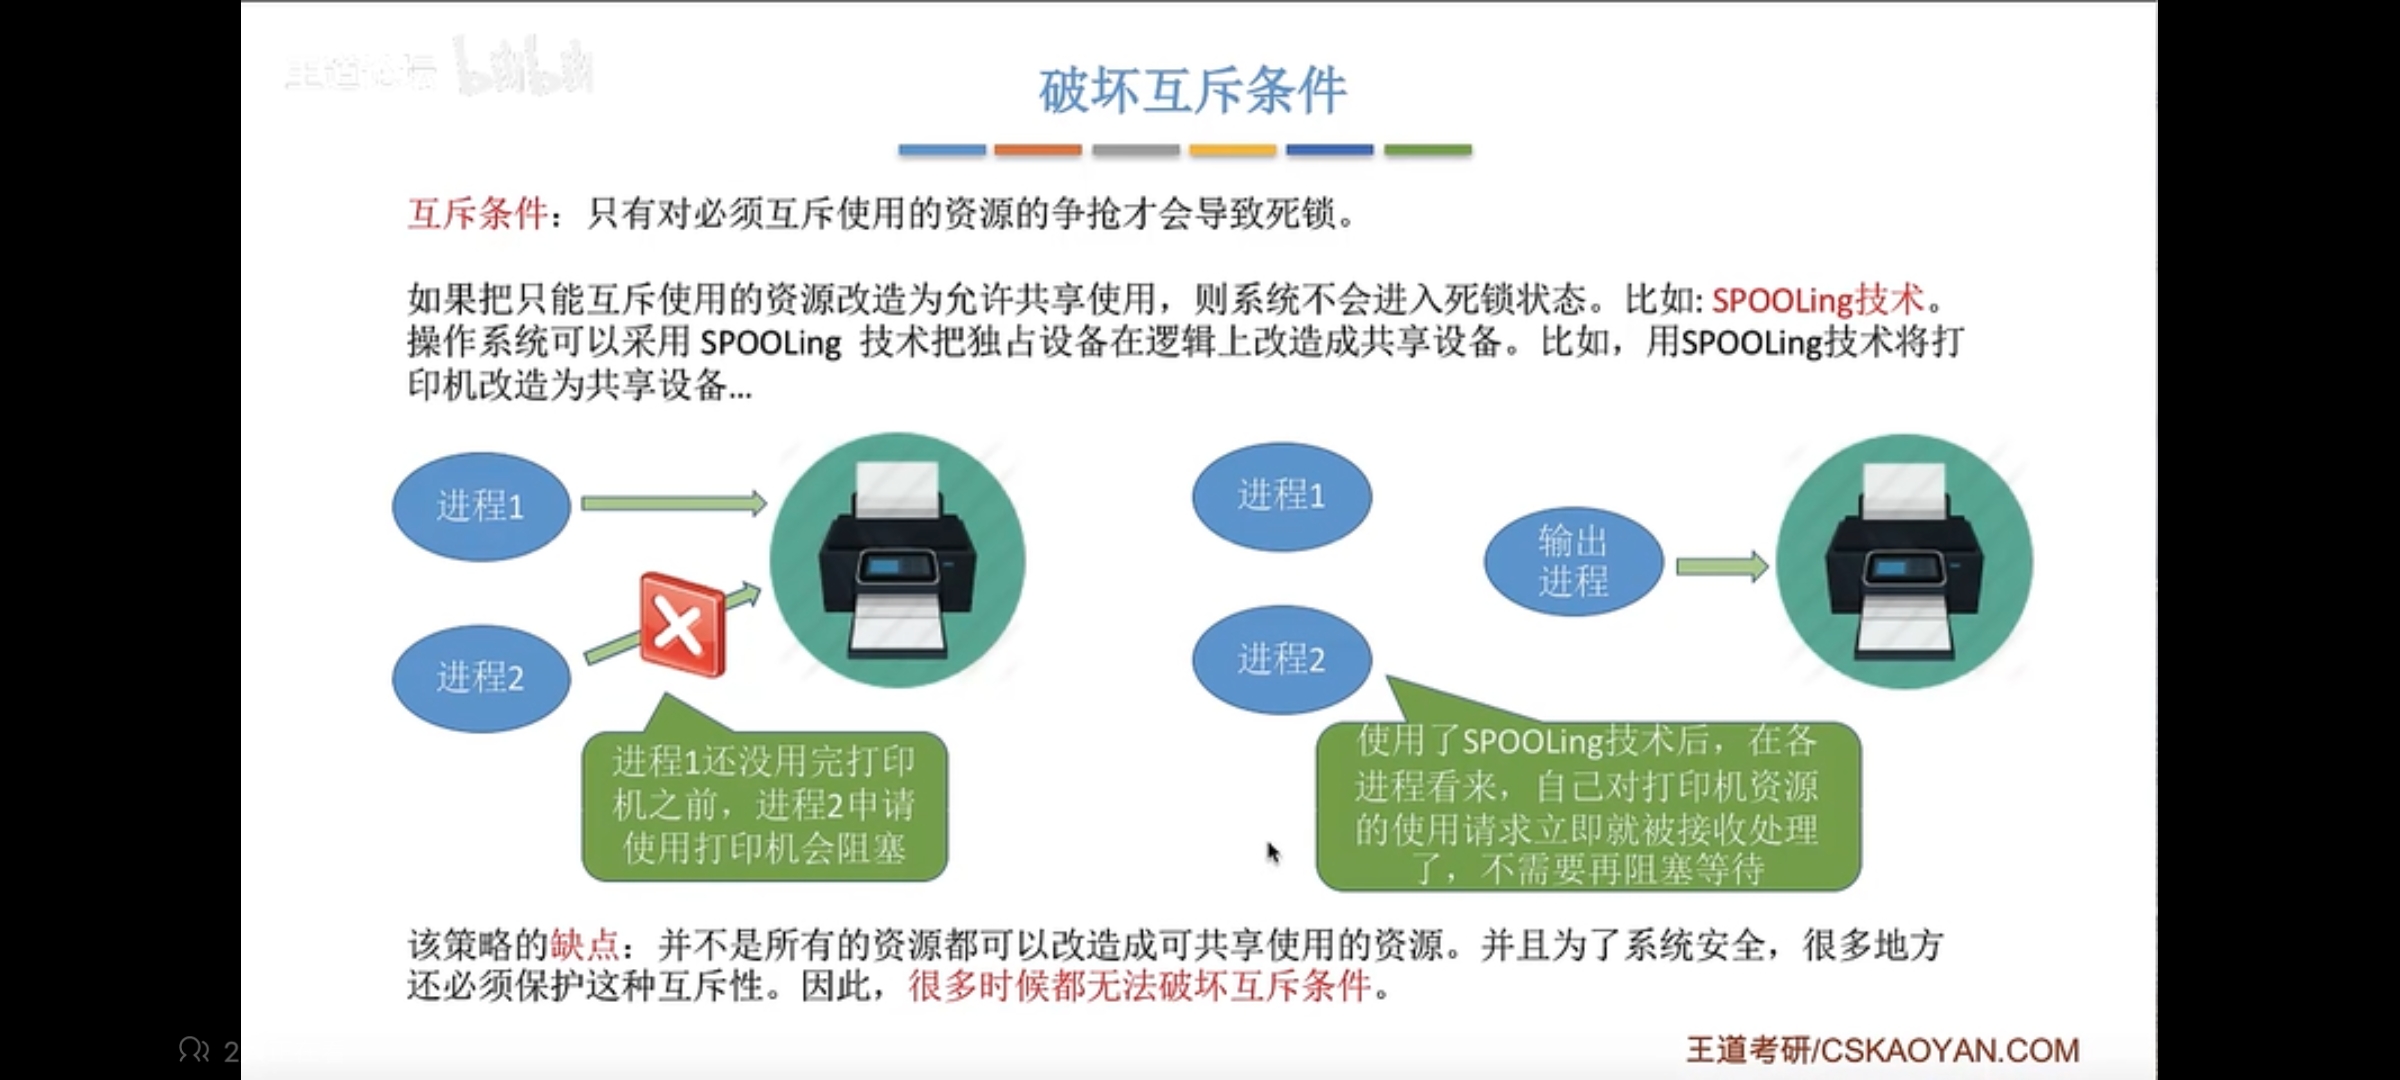 王道论坛 bilibili
破坏互斥条件
互斥条件：只有对必须互斥使用的资源的争抢才会导致死锁。
如果把只能互斥使用的资源改造为允许共享使用，则系统不会进入死锁状态。比如: SPOOLing技术。
操作系统可以采用 SPOOLing 技术把独占设备在逻辑上改造成共享设备。比如，用SPOOLing技术将打
印机改造为共享设备...
进程1
进程2
进程1还没用完打印
机之前，进程2申请
使用打印机会阻塞
进程1
输出
进程
进程2
使用了SPOOLing技术后，在各
进程看来，自己对打印机资源
的使用请求立即就被接收处理
了，不需要再阻塞等待
该策略的缺点：并不是所有的资源都可以改造成可共享使用的资源。并且为了系统安全，很多地方
还必须保护这种互斥性。因此，很多时候都无法破坏互斥条件。
2
王道考研/CSKAOYAN.COM